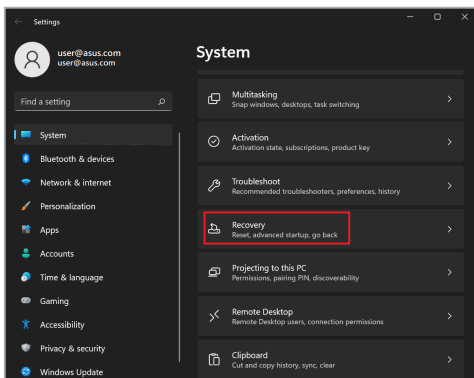 Settings
user@asus.com
user@asus.com
Find a setting
System
Bluetooth & devices
Network & internet
Personalization
Apps
Accounts
Time & language
Gaming
Accessibility
Privacy & security
Windows Update
System
Multitasking
Snap windows, desktops, task switching
Activation
Activation state, subscriptions, product key
Troubleshoot
Recommended troubleshooters, preferences, history
Recovery
Reset, advanced startup, go back
Projecting to this PC
Permissions, pairing PIN, discoverability
Remote Desktop
Remote Desktop users, connection permissions
Clipboard
Cut and copy history, sync, clear